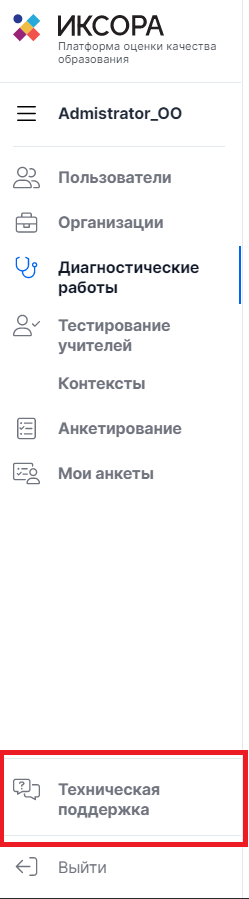 ИКСОРА
Платформа оценки качества
образования
Admistrator_OO
Пользователи
Организации
Диагностические
работы
Тестирование
учителей
Контексты
Анкетирование
Мои анкеты
Техническая
поддержка
Выйти